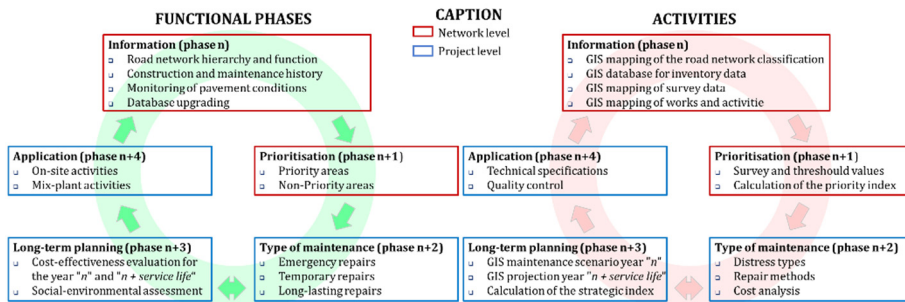 FUNCTIONAL PHASES
CAPTION
Network level
Project level
ACTIVITIES
Information (phase n)
Road network hierarchy and function
Construction and maintenance history
Monitoring of pavement conditions
Database upgrading
Application (phase n+4)
On-site activities
Mix-plant activities
Prioritisation (phase n+1)
Priority areas
Non-Priority areas
Long-term planning (phase n+3)
Cost-effectiveness evaluation for
the year "n" and "n + service life"
Social-environmental assessment
Type of maintenance (phase n+2)
Emergency repairs
Temporary repairs
Long-lasting repairs
Information (phase n)
GIS mapping of the road network classification
GIS database for inventory data
GIS mapping of survey data
GIS mapping of works and activitie
Application (phase n+4)
Technical specifications
Quality control
Prioritisation (phase n+1)
Survey and threshold values
Calculation of the priority index
Long-term planning (phase n+3)
GIS maintenance scenario year "n"
GIS projection year "n + service life"
Calculation of the strategic index
Type of maintenance (phase n+2)
Distress types
Repair methods
Cost analysis